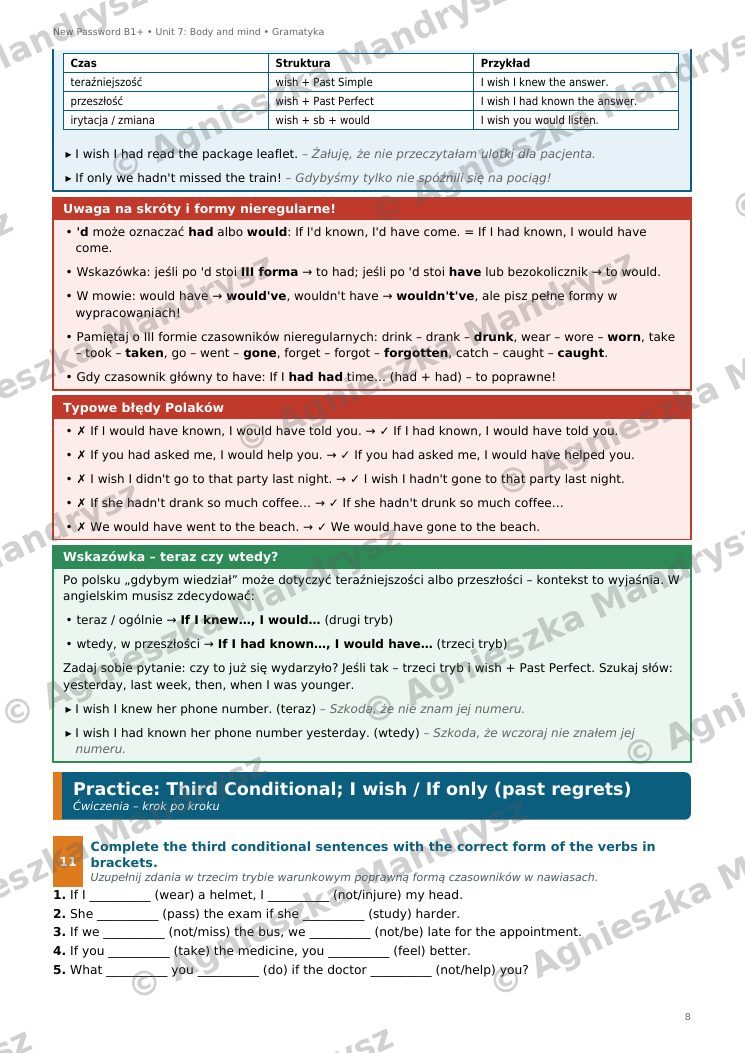 New Password B1+ • Unit 7: Body and mind • Gramatyka
Czas Struktura Przykład
teraźniejszość wish + Past Simple I wish I knew the answer.
przeszłość wish + Past Perfect I wish I had known the answer.
irytacja / zmiana wish + sb + would I wish you would listen.
▸ I wish I had read the package leaflet. – Żałuję, że nie przeczytałam ulotki dla pacjenta.
▸ If only we hadn't missed the train! – Gdybyśmy tylko nie spóźnili się na pociąg!
Uwaga na skróty i formy nieregularne!
• 'd może oznaczać had albo would: If I'd known, I'd have come. = If I had known, I would have
come.
• Wskazówka: jeśli po 'd stoi III forma → to had; jeśli po 'd stoi have lub bezokolicznik → to would.
• W mowie: would have → would've, wouldn't have → wouldn't've, ale pisz pełne formy w
wypracowaniach!
• Pamiętaj o III formie czasowników nieregularnych: drink – drank – drunk, wear – wore – worn, take
– took – taken, go – went – gone, forget – forgot – forgotten, catch – caught – caught.
• Gdy czasownik główny to have: If I had had time… (had + had) – to poprawne!
Typowe błędy Polaków
• ✗ If I would have known, I would have told you. → ✓ If I had known, I would have told you.
• ✗ If you had asked me, I would help you. → ✓ If you had asked me, I would have helped you.
• ✗ I wish I didn't go to that party last night. → ✓ I wish I hadn't gone to that party last night.
• ✗ If she hadn't drank so much coffee… → ✓ If she hadn't drunk so much coffee…
• ✗ We would have went to the beach. → ✓ We would have gone to the beach.
Wskazówka – teraz czy wtedy?
Po polsku „gdybym wiedział” może dotyczyć teraźniejszości albo przeszłości – kontekst to wyjaśnia. W
angielskim musisz zdecydować:
• teraz / ogólnie → If I knew…, I would… (drugi tryb)
• wtedy, w przeszłości → If I had known…, I would have… (trzeci tryb)
Zadaj sobie pytanie: czy to już się wydarzyło? Jeśli tak – trzeci tryb i wish + Past Perfect. Szukaj słów:
yesterday, last week, then, when I was younger.
▸ I wish I knew her phone number. (teraz) – Szkoda, że nie znam jej numeru.
▸ I wish I had known her phone number yesterday. (wtedy) – Szkoda, że wczoraj nie znałem jej
numeru.
Practice: Third Conditional; I wish / If only (past regrets)
Ćwiczenia – krok po kroku
11 Complete the third conditional sentences with the correct form of the verbs in
brackets.
Uzupełnij zdania w trzecim trybie warunkowym poprawną formą czasowników w nawiasach.
1. If I __________ (wear) a helmet, I __________ (not/injure) my head.
2. She __________ (pass) the exam if she __________ (study) harder.
3. If we __________ (not/miss) the bus, we __________ (not/be) late for the appointment.
4. If you __________ (take) the medicine, you __________ (feel) better.
5. What __________ you __________ (do) if the doctor __________ (not/help) you?
8
© Agnieszka Mandrysz